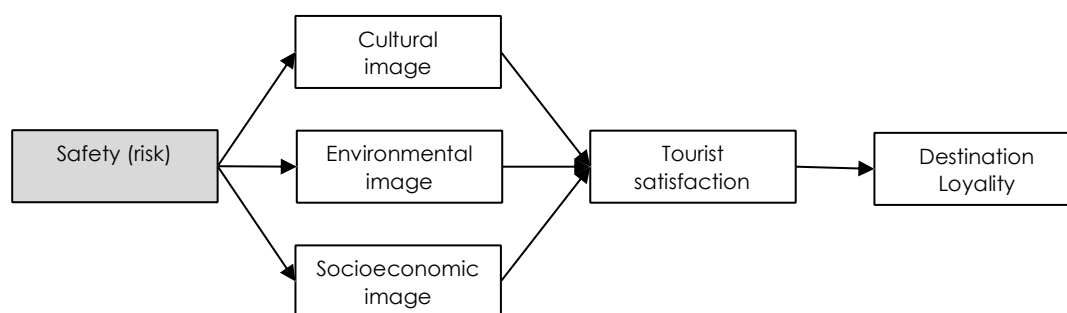 Cultural
image
Safety (risk)
Environmental
image
Tourist
satisfaction
Destination
Loyality
Socioeconomic
image